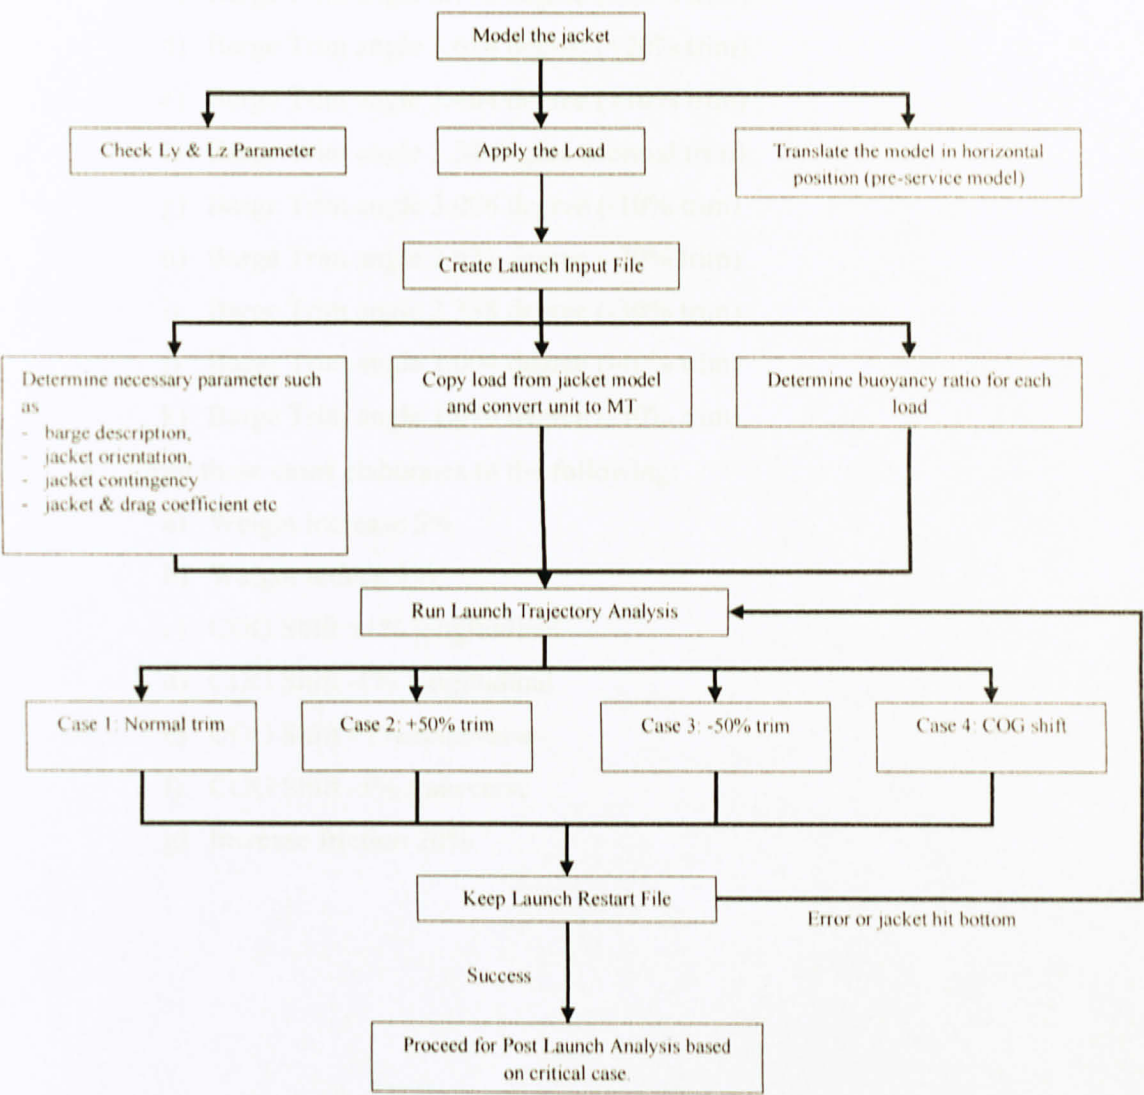 Model the jacket
Check Ly & Lz Parameter
Apply the Load
Translate the model in horizontal
position (pre-service model)
Create Launch Input File
Determine necessary parameter such
as
- barge description,
- jacket orientation,
- jacket contingency
- jacket & drag coefficient etc
Copy load from jacket model
and convert unit to MT
Determine buoyancy ratio for each
load
Run Launch Trajectory Analysis
Case 1: Normal trim
Case 2: +50% trim
Case 3: -50% trim
Case 4: COG shift
Keep Launch Restart File
Error or jacket hit bottom
Success
Proceed for Post Launch Analysis based
on critical case.